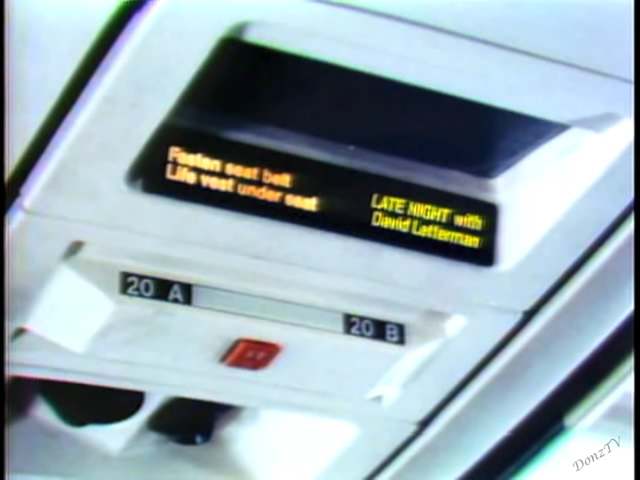 Fasten seat belt
Life vest under seat
LATE NIGHT with
David Letterman
20 A
20 B
DonzTV